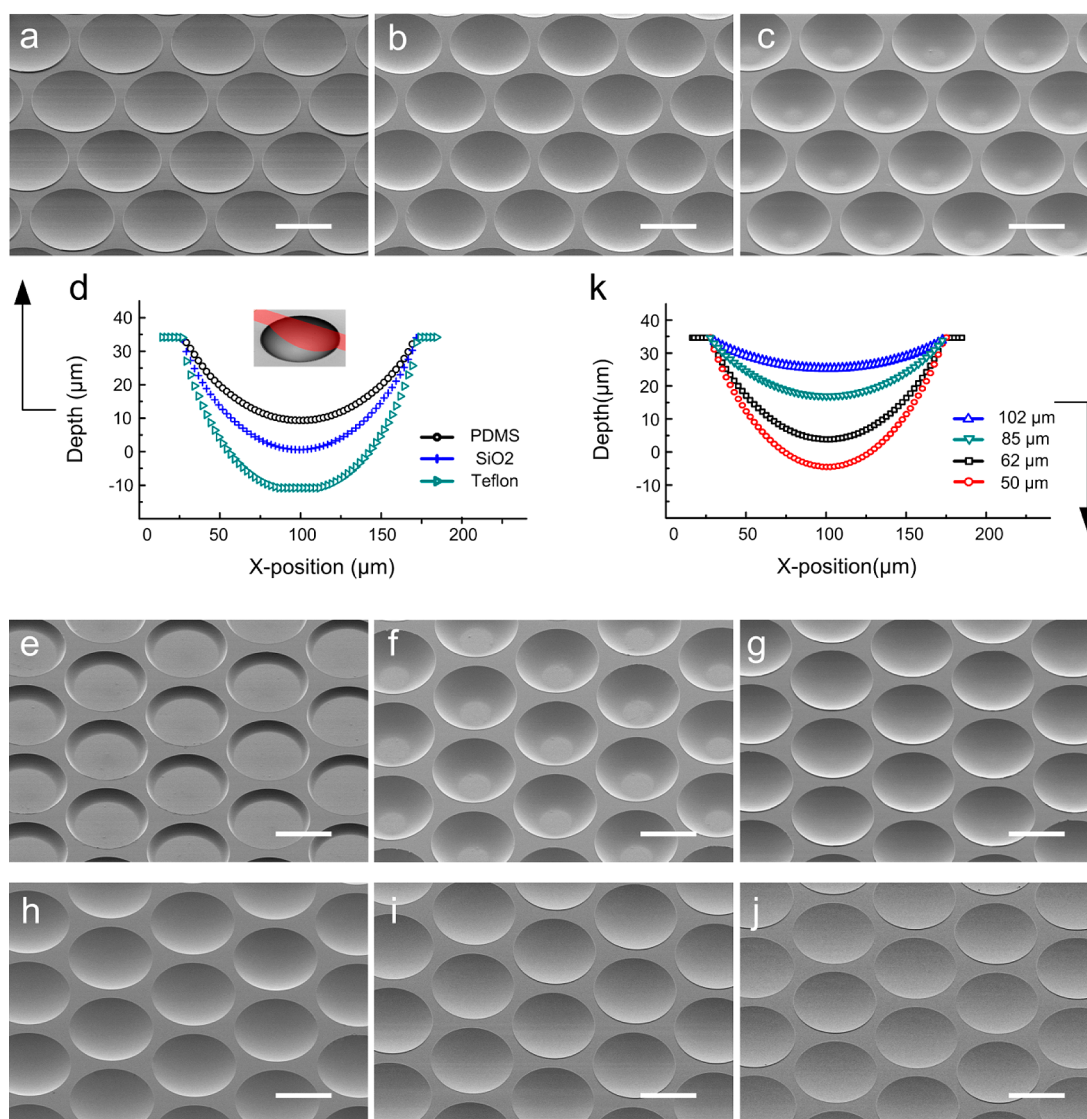 a
b
c
d
Depth (μm)
40
30
20
10
0
-10
0
50
100
150
200
X-position (μm)
PDMS
SiO2
Teflon
k
Depth(μm)
40
30
20
10
0
-10
0
50
100
150
200
X-position(μm)
102 μm
85 μm
62 μm
50 μm
e
f
g
h
i
j